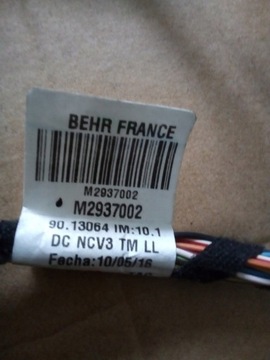 BEHR FRANCE
M2937002
M2937002
90.13064 IM:10.1
DC NCV3 TM LL
Fecha:10/05/16